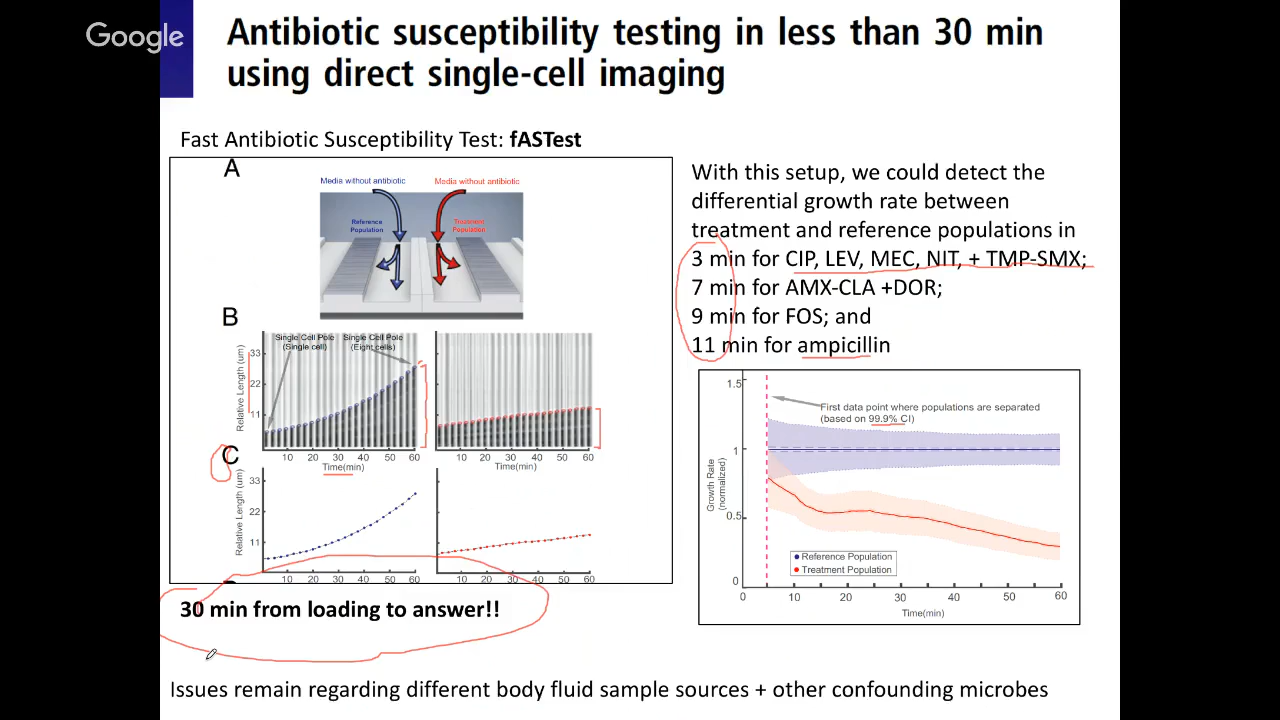 Google
Antibiotic susceptibility testing in less than 30 min
using direct single-cell imaging
Fast Antibiotic Susceptibility Test: fASTest
A
Media without antibiotic
Media without antibiotic
Reference
Population
Treatment
Population
B
Single Cell Pole
(Single cell)
Single Cell Pole
(Eight cells)
Relative Length (um)
33
22
11
10 20 30 40 50 60
10 20 30 40 50 60
Time(min)
Time(min)
C
Relative Length (um)
33
22
11
10 20 30 40 50 60
10 20 30 40 50 60
30 min from loading to answer!!
With this setup, we could detect the
differential growth rate between
treatment and reference populations in
3 min for CIP, LEV, MEC, NIT, + TMP-SMX;
7 min for AMX-CLA +DOR;
9 min for FOS; and
11 min for ampicillin
1.5
First data point where populations are separated
(based on 99.9% CI)
1
Growth Rate
(normalized)
0.5
Reference Population
Treatment Population
0
0 10 20 30 40 50 60
Time(min)
Issues remain regarding different body fluid sample sources + other confounding microbes